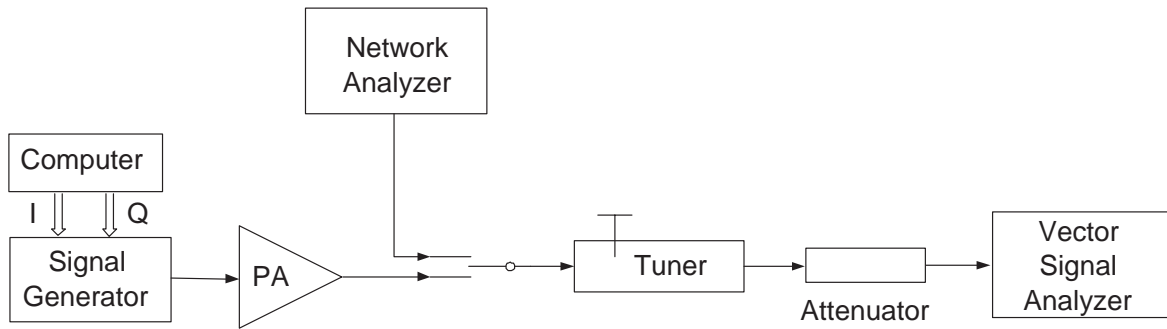 Network
Analyzer
Computer
I
Q
Signal
Generator
PA
Tuner
Attenuator
Vector
Signal
Analyzer